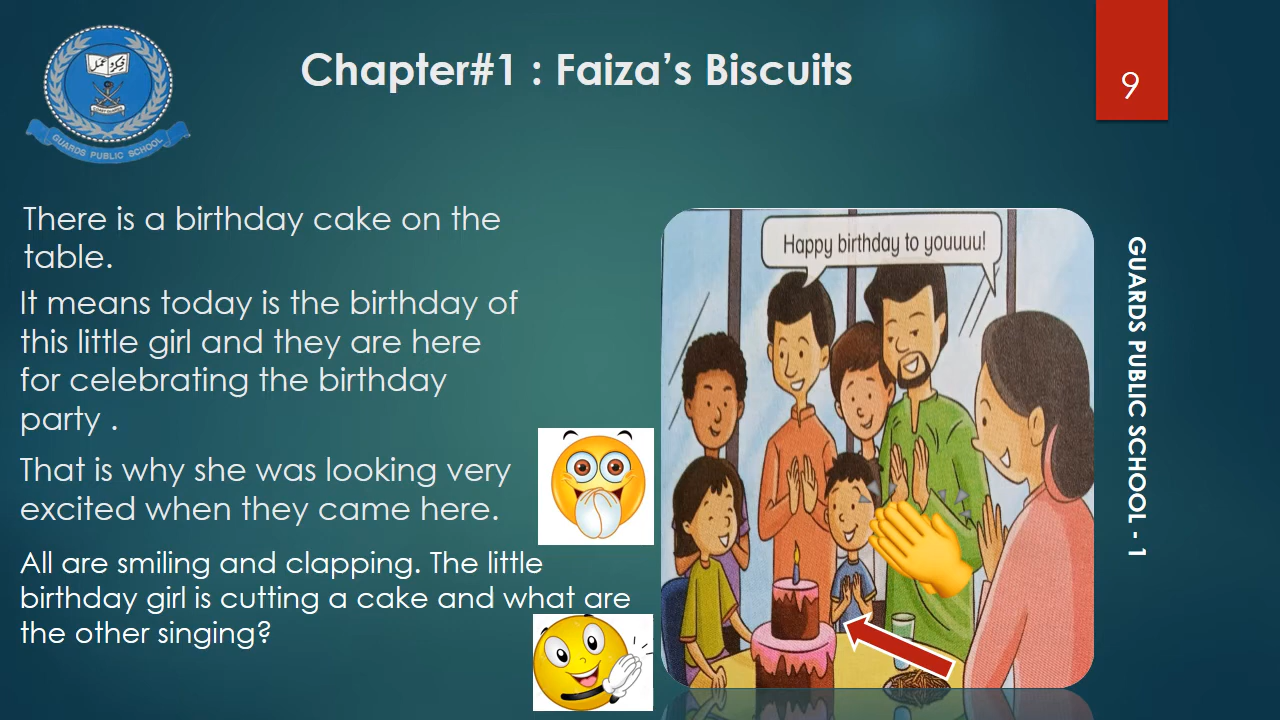 Chapter#1 : Faiza’s Biscuits
9
GUARDS PUBLIC SCHOOL
There is a birthday cake on the
table.
It means today is the birthday of
this little girl and they are here
for celebrating the birthday
party .
That is why she was looking very
excited when they came here.
All are smiling and clapping. The little
birthday girl is cutting a cake and what are
the other singing?
Happy birthday to youuuu!
GUARDS PUBLIC SCHOOL - 1